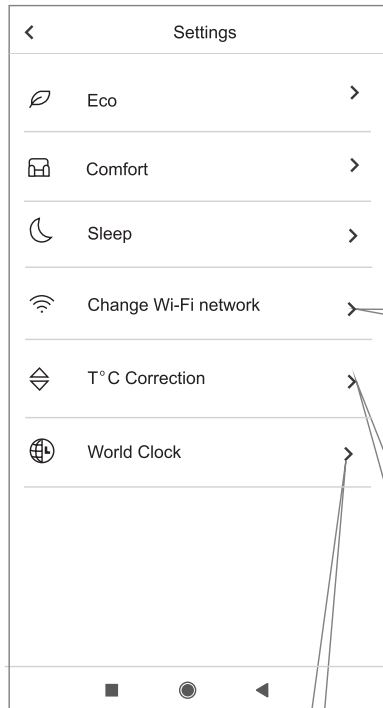 Settings
Eco
Comfort
Sleep
Change Wi-Fi network
T°C Correction
World Clock